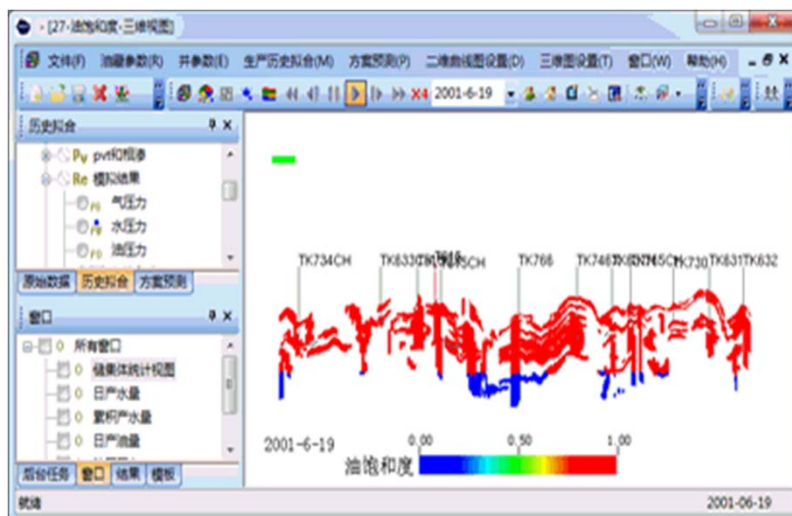 [27-油饱和度-三维视图]
文件(F) 油藏参数(R) 井参数(E) 生产历史拟合(M) 方案预测(P) 二维曲线图设置(D) 三维图设置(T) 窗口(W) 帮助(H)
X4 2001-6-19
历史拟合
Pv pvt和相渗
Re 模拟结果
气压力
水压力
油压力
原始数据 历史拟合 方案预测
窗口
所有窗口
储集体统计视图
日产水量
累积产水量
日产油量
后台任务 窗口 结果 模板
TK734CH TK766 TK730 TK631 TK632
2001-6-19
0.00 0.50 1.00
油饱和度
就绪 2001-06-19